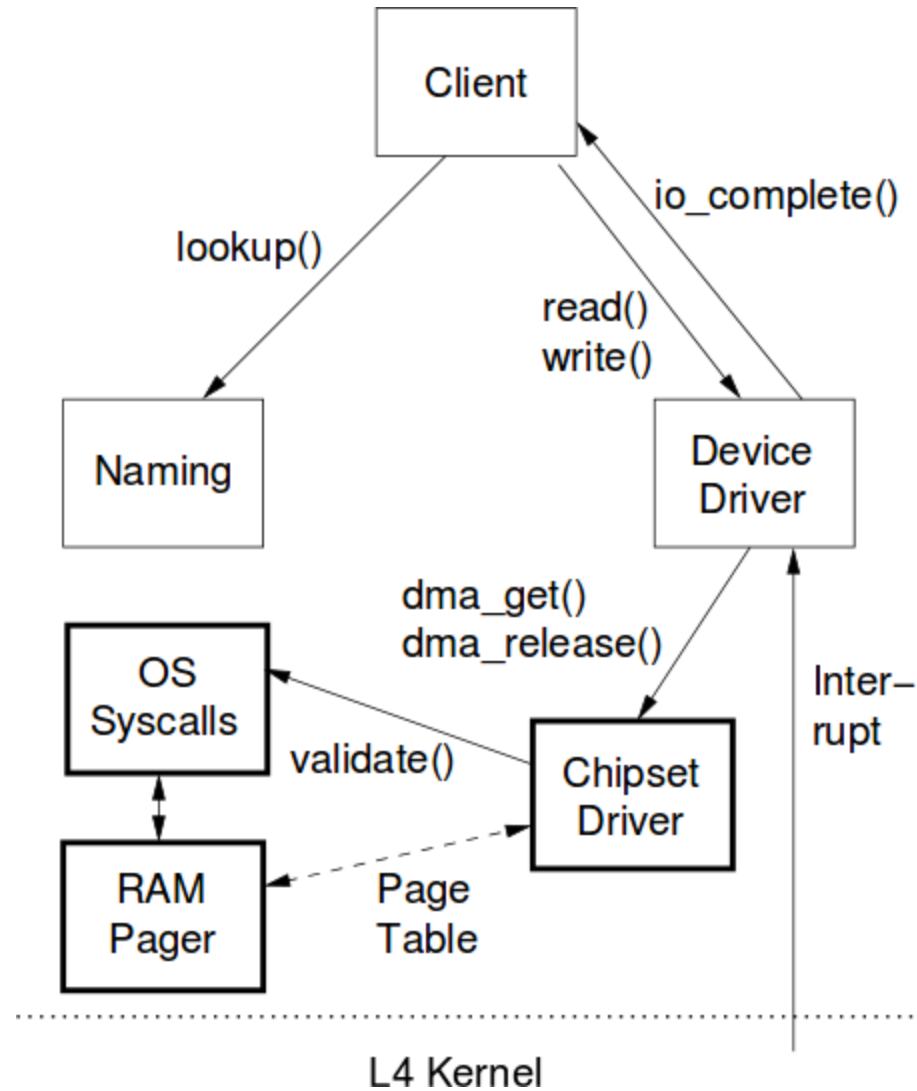 Client
io_complete()
lookup()
read()
write()
Naming
Device
Driver
dma_get()
dma_release()
OS
Syscalls
Inter–
rupt
validate()
Chipset
Driver
RAM
Pager
Page
Table
L4 Kernel